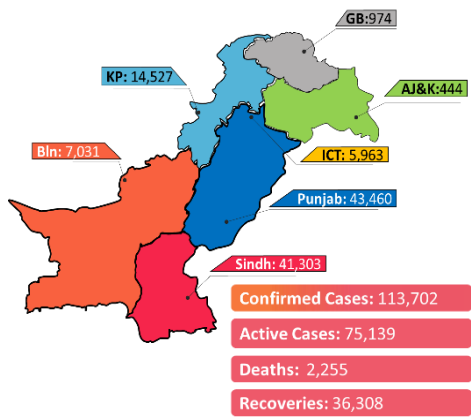 GB:974
KP: 14,527
AJ&K:444
Bln: 7,031
ICT: 5,963
Punjab: 43,460
Sindh: 41,303
Confirmed Cases: 113,702
Active Cases: 75,139
Deaths: 2,255
Recoveries: 36,308